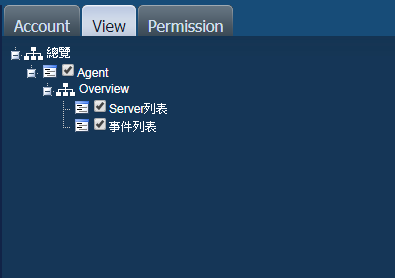 Account View Permission
總覽
Agent
Overview
Server列表
事件列表